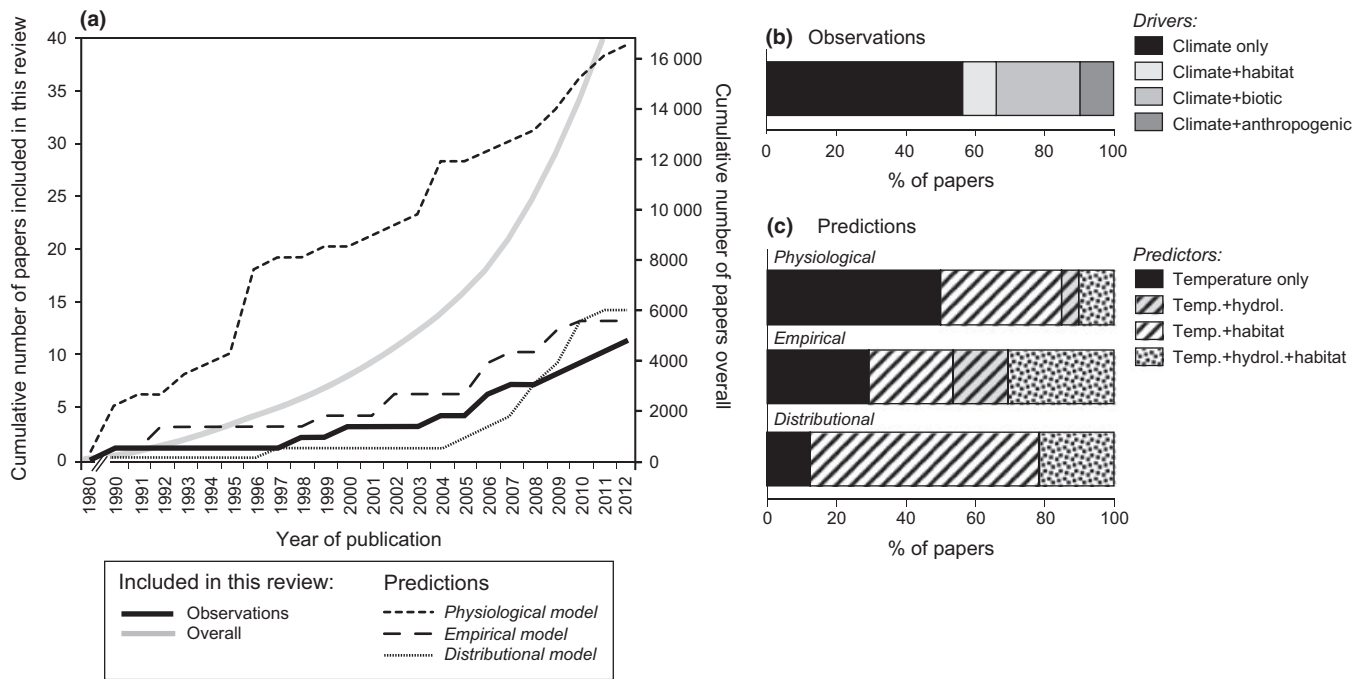 (a)
Cumulative number of papers included in this review
40
35
30
25
20
15
10
5
0
16 000
14 000
12 000
10 000
8000
6000
4000
2000
0
Cumulative number of papers overall
1980
1990
1991
1992
1993
1994
1995
1996
1997
1998
1999
2000
2001
2002
2003
2004
2005
2006
2007
2008
2009
2010
2011
2012
Year of publication
Included in this review:
Observations
Overall
Predictions
Physiological model
Empirical model
Distributional model
(b) Observations
0 20 40 60 80 100
% of papers
Drivers:
Climate only
Climate+habitat
Climate+biotic
Climate+anthropogenic
(c) Predictions
Physiological
Empirical
Distributional
0 20 40 60 80 100
% of papers
Predictors:
Temperature only
Temp.+hydrol.
Temp.+habitat
Temp.+hydrol.+habitat